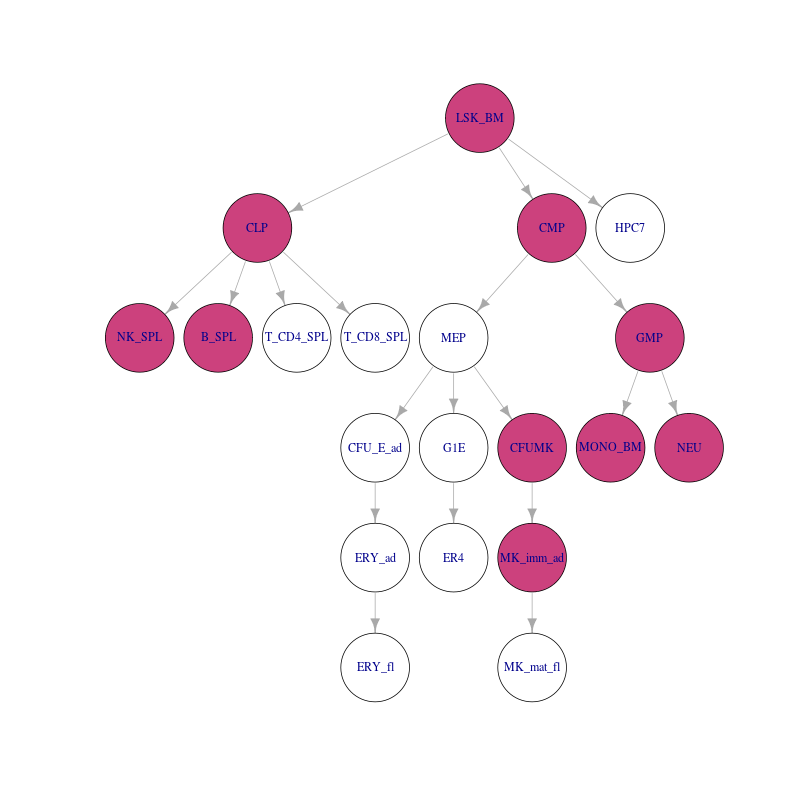 LSK_BM
CLP
CMP
HPC7
NK_SPL
B_SPL
T_CD4_SPL
T_CD8_SPL
MEP
GMP
CFU_E_ad
G1E
CFUMK
MONO_BM
NEU
ERY_ad
ER4
MK_imm_ad
ERY_fl
MK_mat_fl